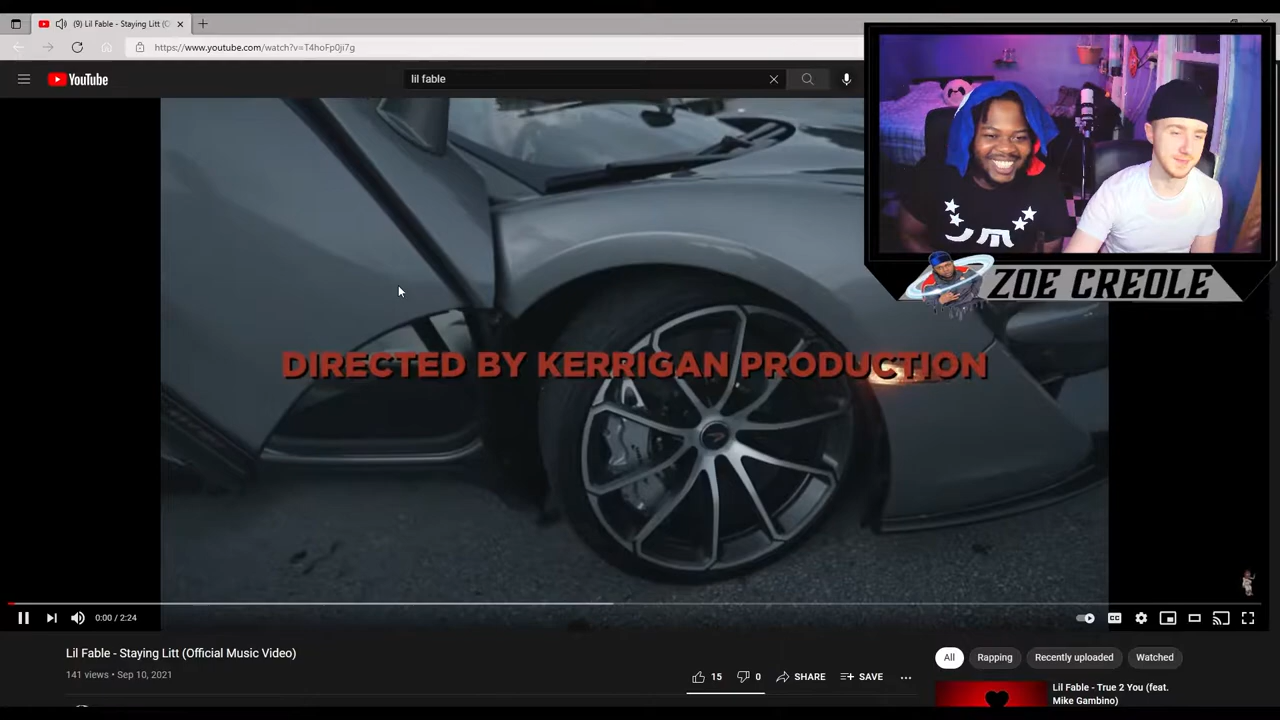 (9) Lil Fable - Staying Litt (O
https://www.youtube.com/watch?v=T4hoFp0ji7g
YouTube
lil fable
ZOE CREOLE
DIRECTED BY KERRIGAN PRODUCTION
0:00 / 2:24
CC
Lil Fable - Staying Litt (Official Music Video)
141 views • Sep 10, 2021
15
0
SHARE
SAVE
All
Rapping
Recently uploaded
Watched
Lil Fable - True 2 You (feat.
Mike Gambino)